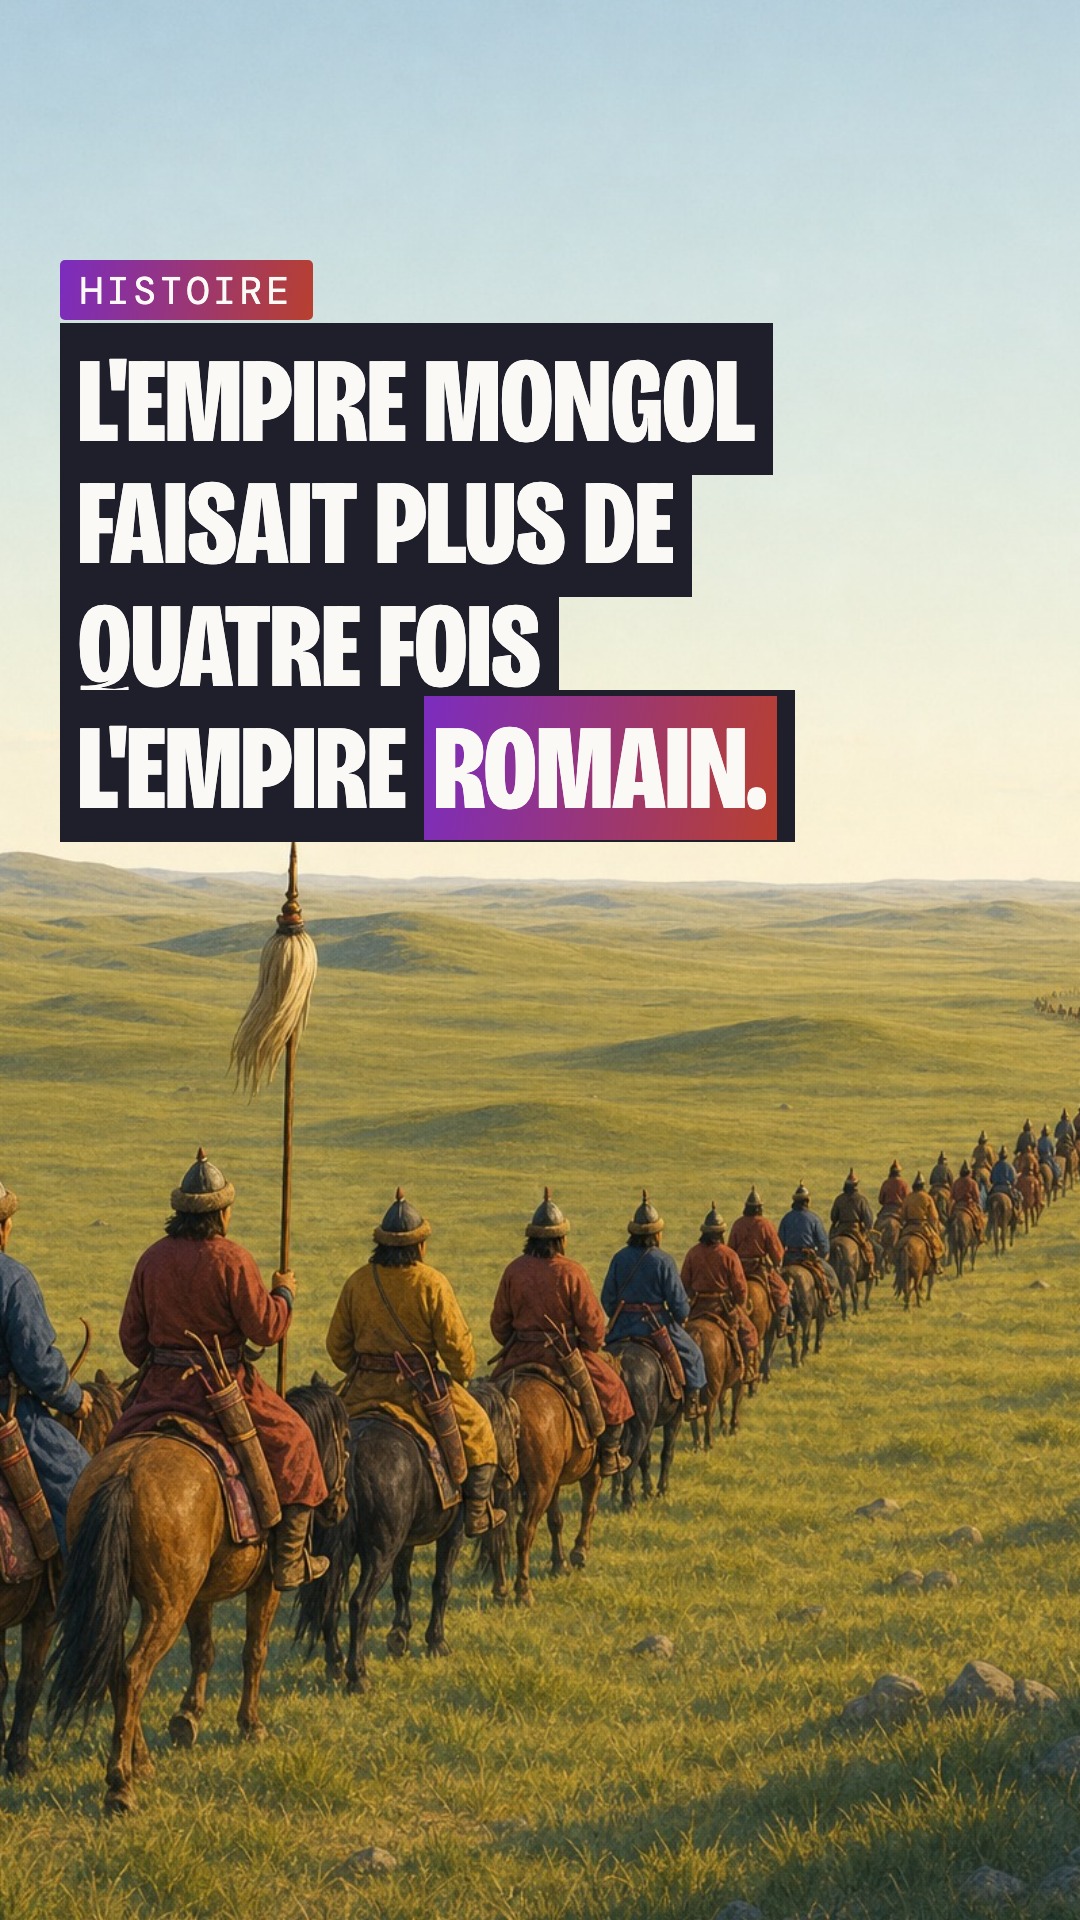 HISTOIRE
L'EMPIRE MONGOL
FAISAIT PLUS DE
QUATRE FOIS
L'EMPIRE ROMAIN.